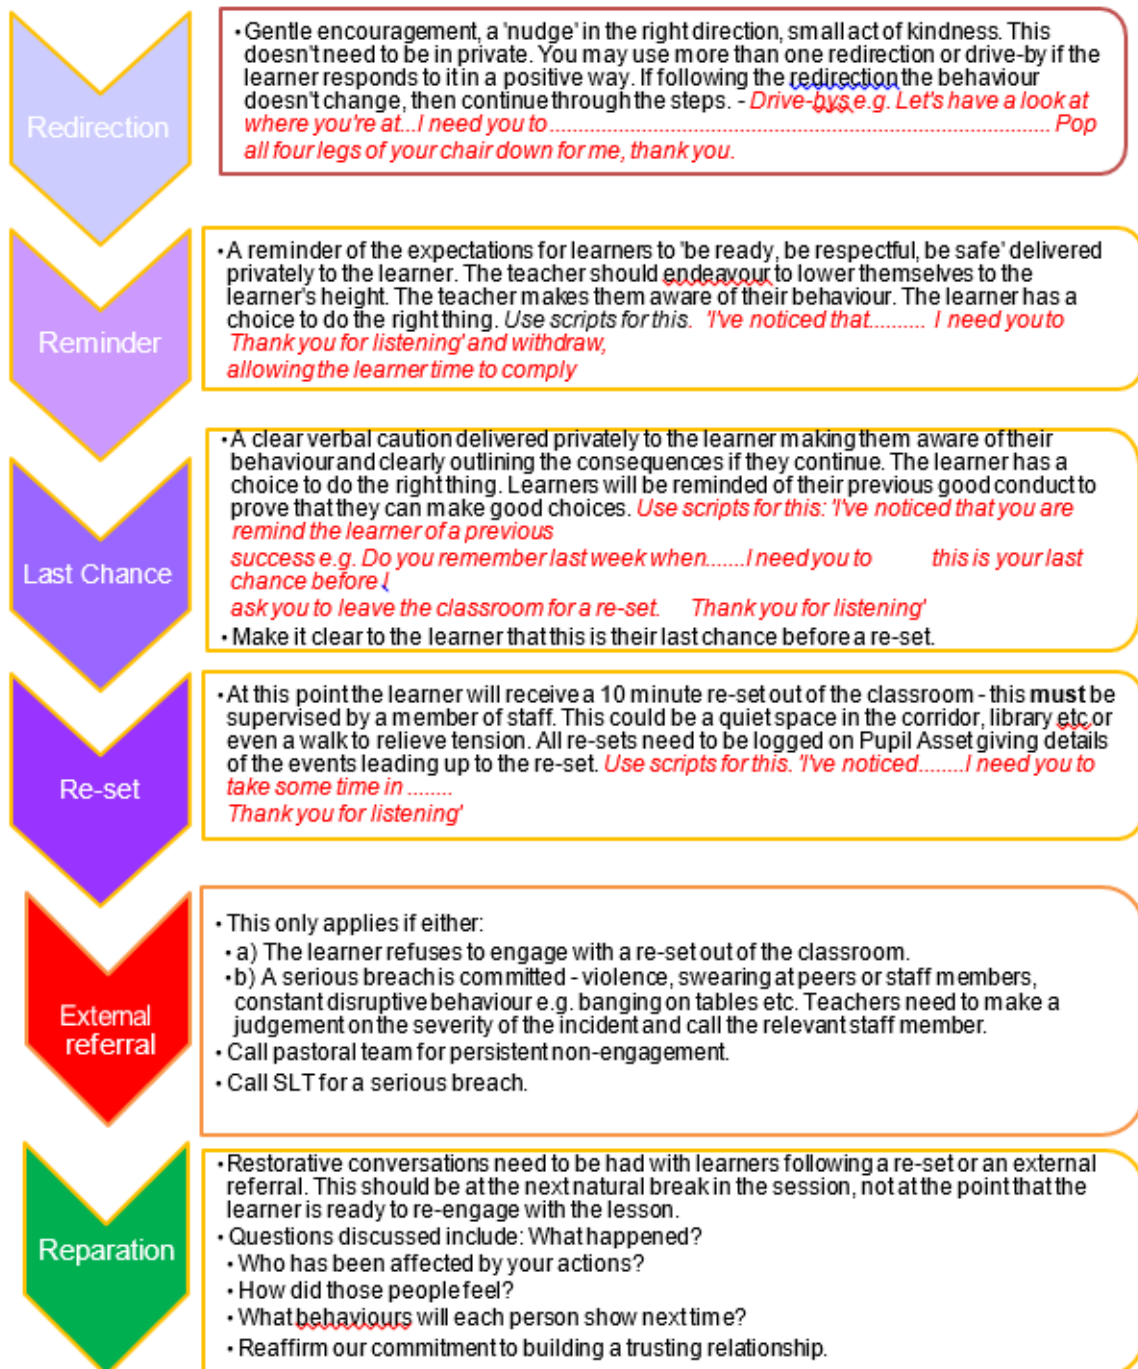 Redirection
• Gentle encouragement, a 'nudge' in the right direction, small act of kindness. This
doesn't need to be in private. You may use more than one redirection or drive-by if the
learner responds to it in a positive way. If following the redirection the behaviour
doesn't change, then continue through the steps. - Drive-bys e.g. Let's have a look at
where you're at...I need you to....................................................................................... Pop
all four legs of your chair down for me, thank you.
Reminder
• A reminder of the expectations for learners to 'be ready, be respectful, be safe' delivered
privately to the learner. The teacher should endeavour to lower themselves to the
learner's height. The teacher makes them aware of their behaviour. The learner has a
choice to do the right thing. Use scripts for this. 'I've noticed that.......... I need you to
Thank you for listening' and withdraw,
allowing the learner time to comply
Last Chance
• A clear verbal caution delivered privately to the learner making them aware of their
behaviour and clearly outlining the consequences if they continue. The learner has a
choice to do the right thing. Learners will be reminded of their previous good conduct to
prove that they can make good choices. Use scripts for this: 'I've noticed that you are
remind the learner of a previous
success e.g. Do you remember last week when.......I need you to this is your last
chance before I
ask you to leave the classroom for a re-set. Thank you for listening'
• Make it clear to the learner that this is their last chance before a re-set.
Re-set
• At this point the learner will receive a 10 minute re-set out of the classroom - this must be
supervised by a member of staff. This could be a quiet space in the corridor, library etc or
even a walk to relieve tension. All re-sets need to be logged on Pupil Asset giving details
of the events leading up to the re-set. Use scripts for this. 'I've noticed........I need you to
take some time in ........
Thank you for listening'
External
referral
• This only applies if either:
• a) The learner refuses to engage with a re-set out of the classroom.
• b) A serious breach is committed - violence, swearing at peers or staff members,
constant disruptive behaviour e.g. banging on tables etc. Teachers need to make a
judgement on the severity of the incident and call the relevant staff member.
• Call pastoral team for persistent non-engagement.
• Call SLT for a serious breach.
Reparation
• Restorative conversations need to be had with learners following a re-set or an external
referral. This should be at the next natural break in the session, not at the point that the
learner is ready to re-engage with the lesson.
• Questions discussed include: What happened?
• Who has been affected by your actions?
• How did those people feel?
• What behaviours will each person show next time?
• Reaffirm our commitment to building a trusting relationship.